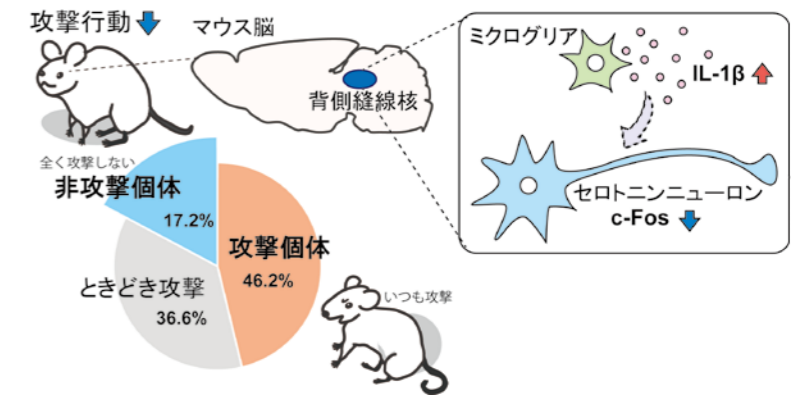 攻撃行動
マウス脳
背側縫線核
ミクログリア
IL-1β
セロトニンニューロン
c-Fos
全く攻撃しない
非攻撃個体
17.2%
攻撃個体
46.2%
ときどき攻撃
36.6%
いつも攻撃